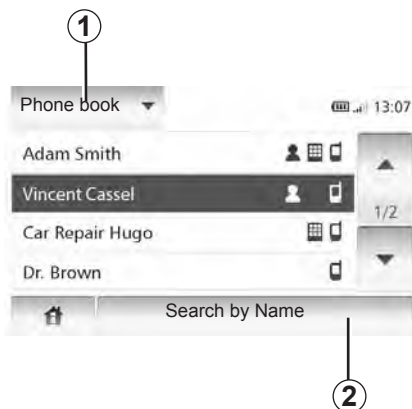 1
Phone book 13:07
Adam Smith
Vincent Cassel
1/2
Car Repair Hugo
Dr. Brown
Search by Name
2